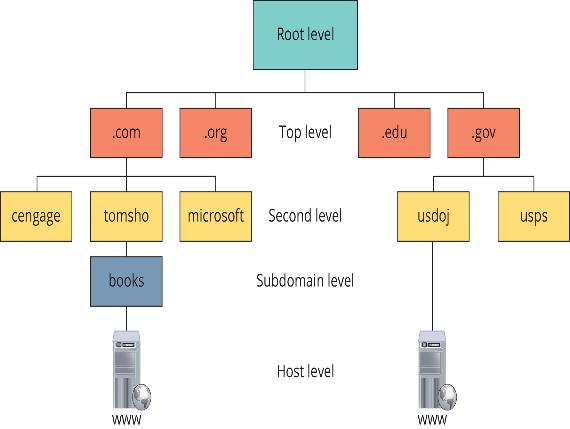 Root level
.com
.org
Top level
.edu
.gov
cengage
tomsho
microsoft
Second level
usdoj
usps
books
Subdomain level
Host level
www
www